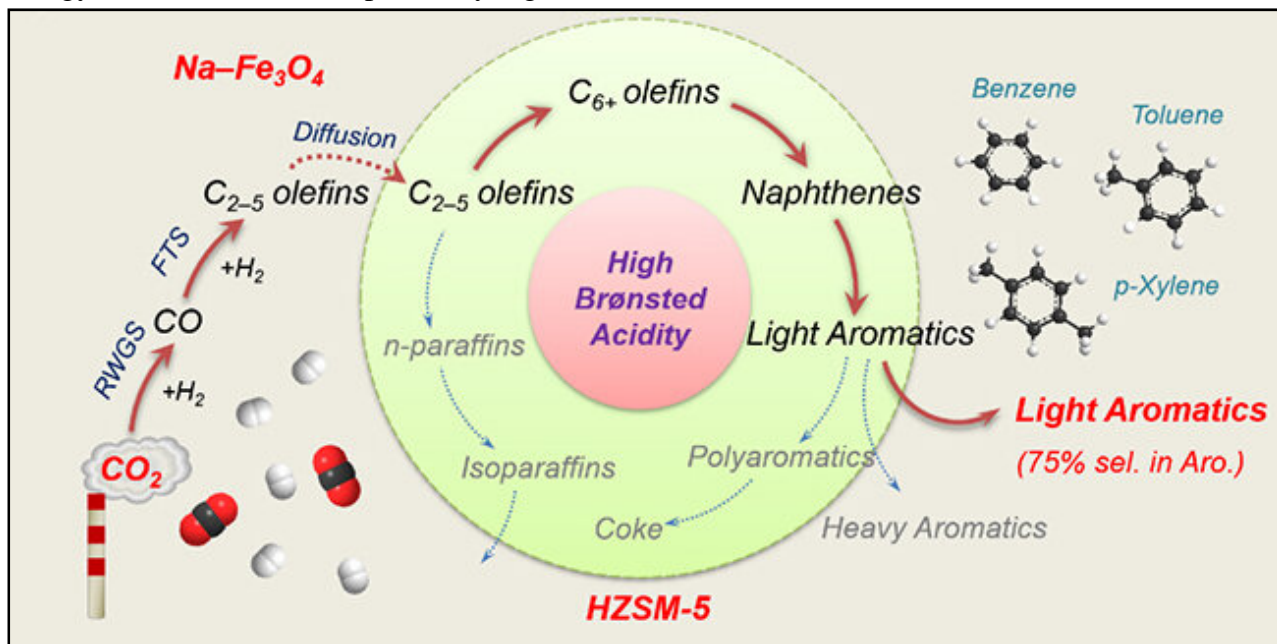 Na–Fe₃O₄
Diffusion
C₂₋₅ olefins
FTS
+H₂
CO
RWGS
+H₂
CO₂
C₂₋₅ olefins
C₆₊ olefins
Naphthenes
Light Aromatics
High
Brønsted
Acidity
n-paraffins
Isoparaffins
Polyaromatics
Coke
Heavy Aromatics
HZSM-5
Benzene
Toluene
p-Xylene
Light Aromatics
(75% sel. in Aro.)